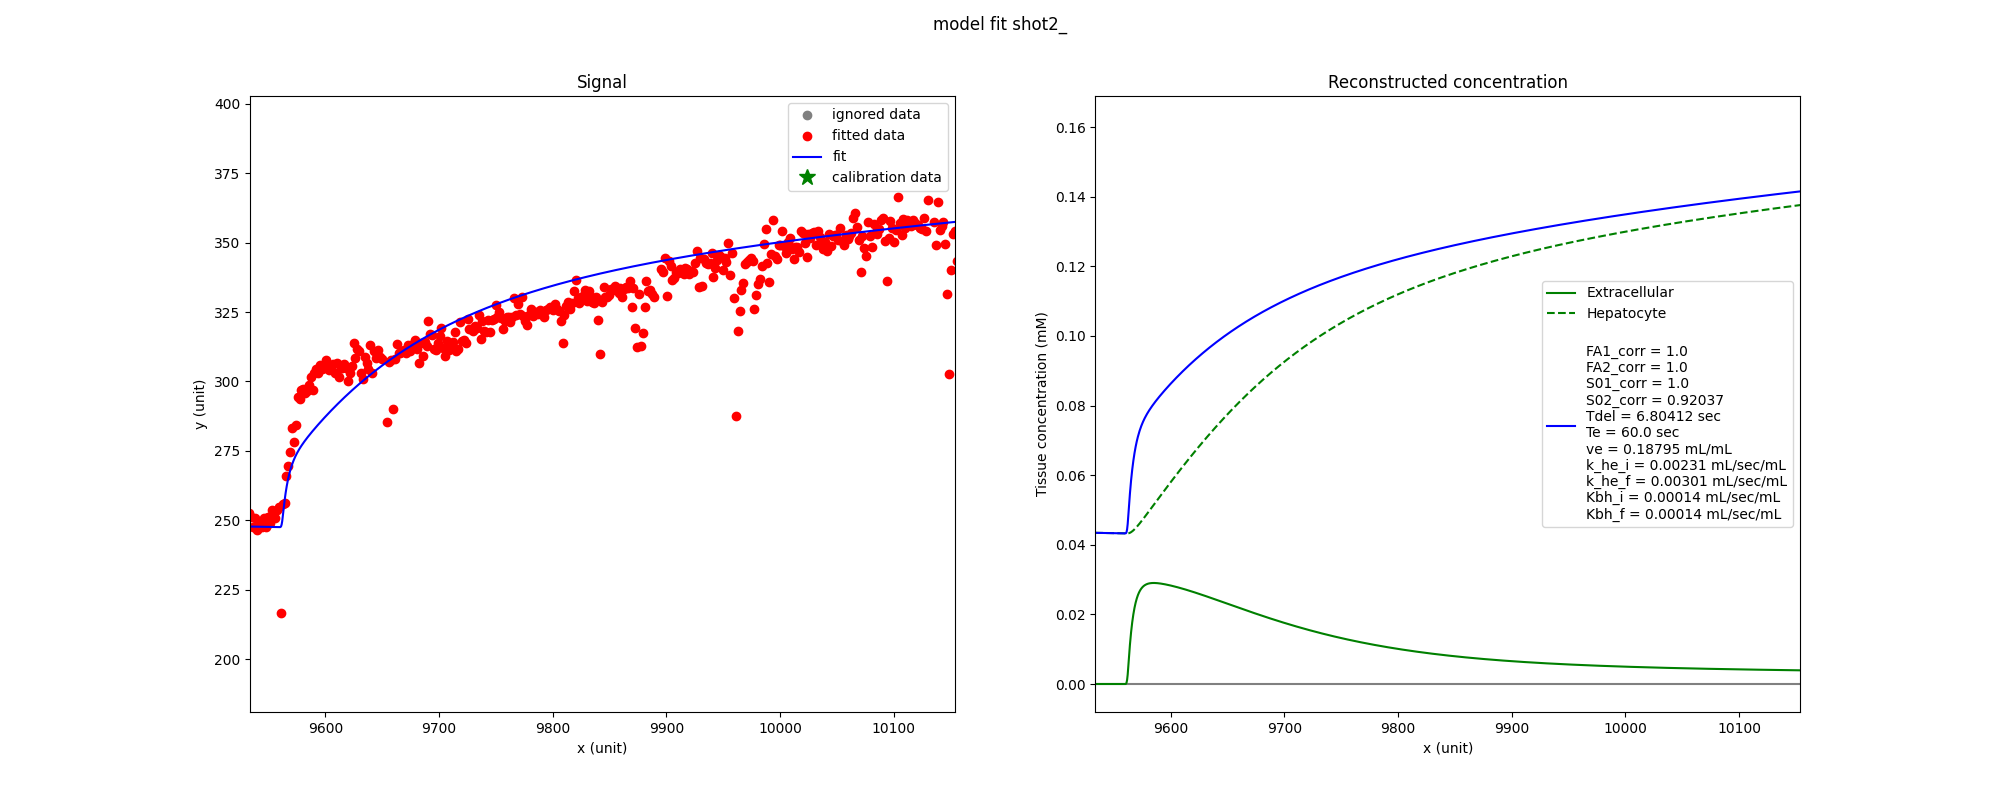 model fit shot2_
Signal
400
375
350
325
300
275
250
225
200
y (unit)
9600
9700
9800
9900
10000
10100
x (unit)
ignored data
fitted data
fit
calibration data
Reconstructed concentration
0.16
0.14
0.12
0.10
0.08
0.06
0.04
0.02
0.00
Tissue concentration (mM)
9600
9700
9800
9900
10000
10100
x (unit)
Extracellular
Hepatocyte
FA1_corr = 1.0
FA2_corr = 1.0
S01_corr = 1.0
S02_corr = 0.92037
Tdel = 6.80412 sec
Te = 60.0 sec
ve = 0.18795 mL/mL
k_he_i = 0.00231 mL/sec/mL
k_he_f = 0.00301 mL/sec/mL
Kbh_i = 0.00014 mL/sec/mL
Kbh_f = 0.00014 mL/sec/mL